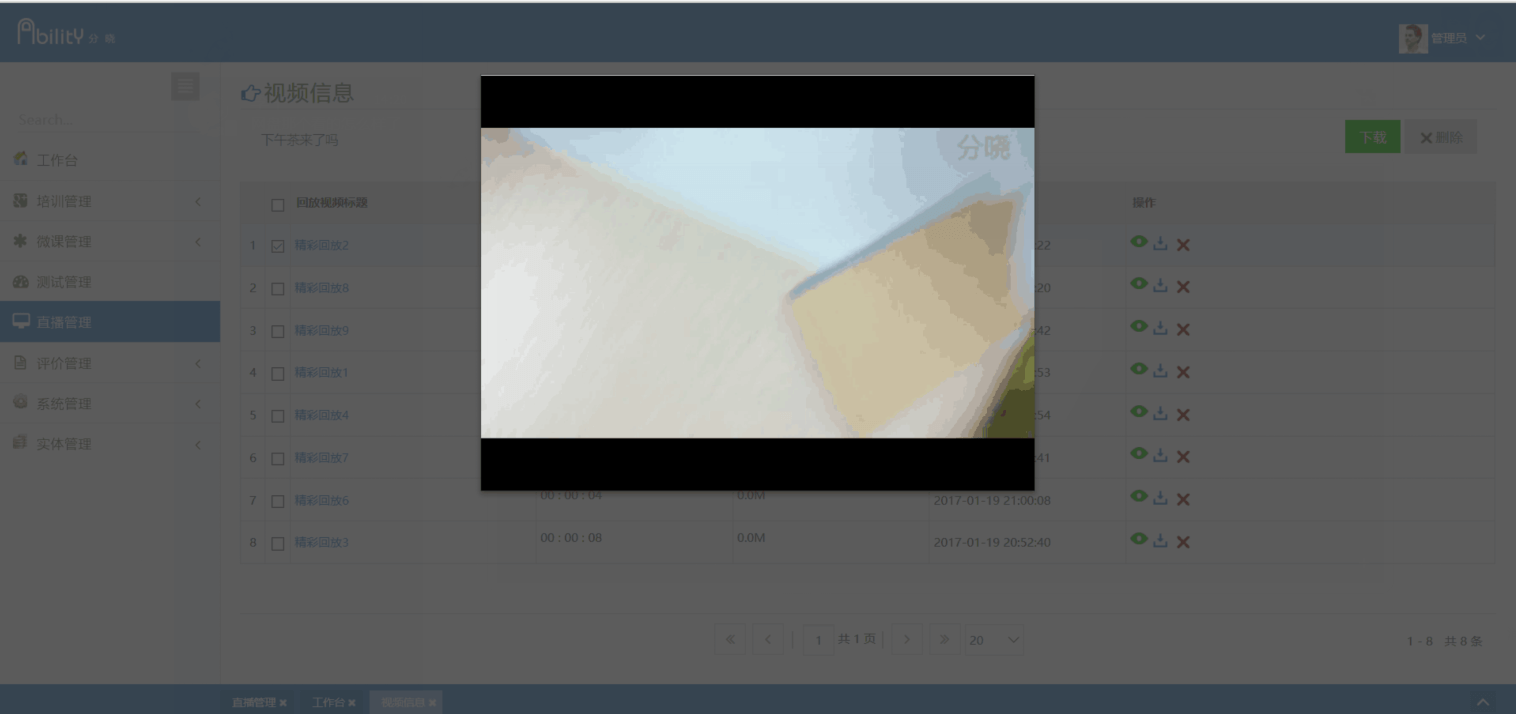 Ability 分 晓
管理员
视频信息
Search...
下午茶来了吗
下载
删除
分晓
工作台
培训管理
微课管理
测试管理
直播管理
评价管理
系统管理
实体管理
回放视频标题 操作
1 精彩回放2 :22
2 精彩回放8 :20
3 精彩回放9 :42
4 精彩回放1 :53
5 精彩回放4 :54
6 精彩回放7 :41
7 精彩回放6 00 : 00 : 04 0.0M 2017-01-19 21:00:08
8 精彩回放3 00 : 00 : 08 0.0M 2017-01-19 20:52:40
1 共 1 页 20
1 - 8 共 8 条
直播管理 工作台 视频信息